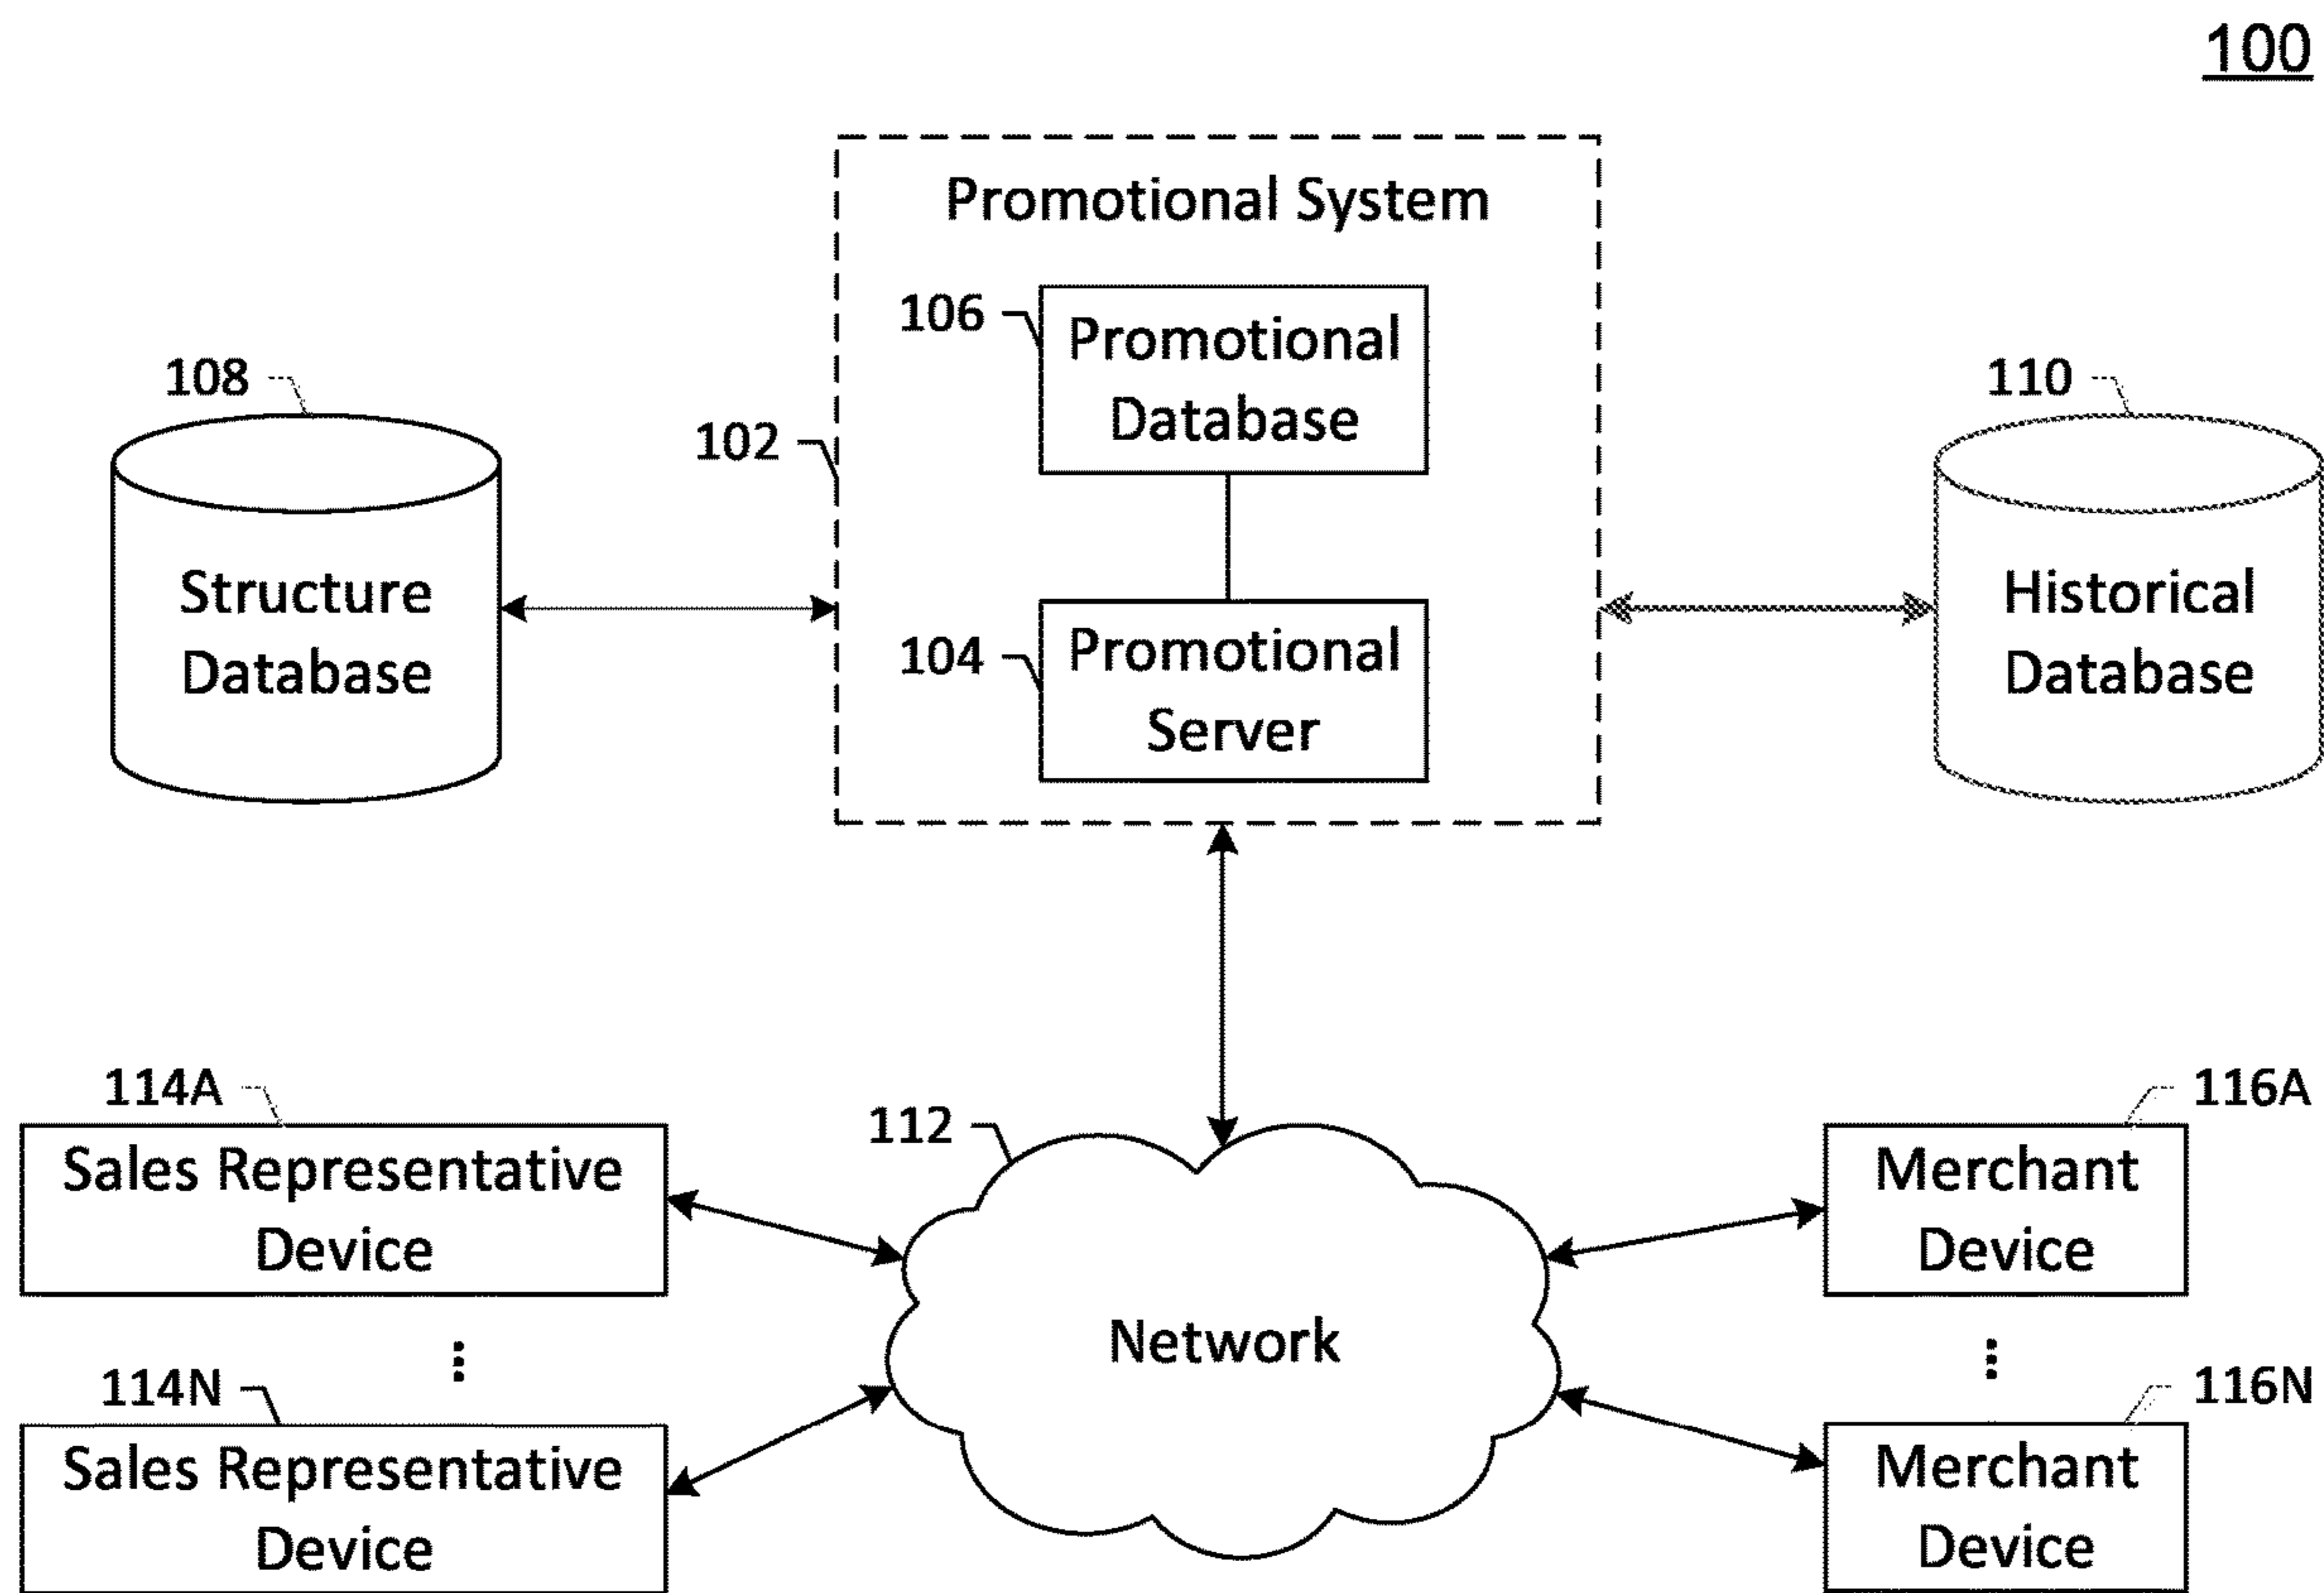 100
Promotional System
106
Promotional
Database
108
110
102
Structure
Database
104
Promotional
Server
Historical
Database
114A
Sales Representative
Device
112
116A
Merchant
Device
Network
114N
Sales Representative
Device
116N
Merchant
Device